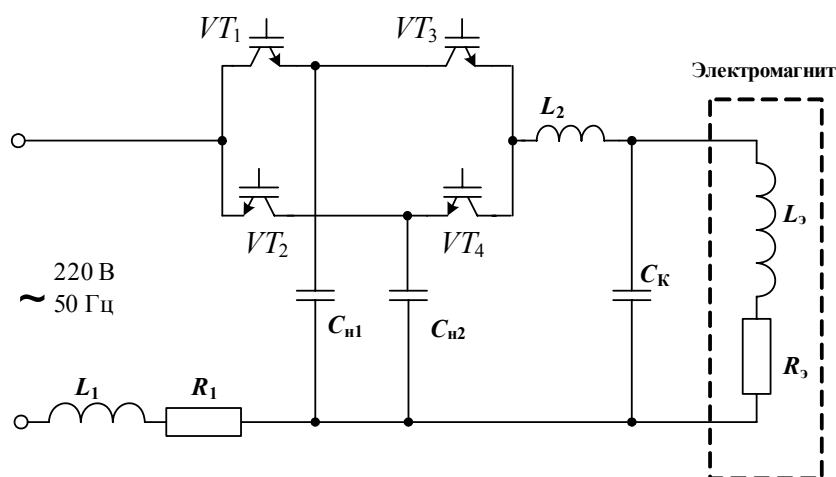 VT₁
VT₃
Электромагнит
L₂
Lэ
VT₂
VT₄
220 В
~ 50 Гц
Cн1
Cн2
CК
Rэ
L₁
R₁